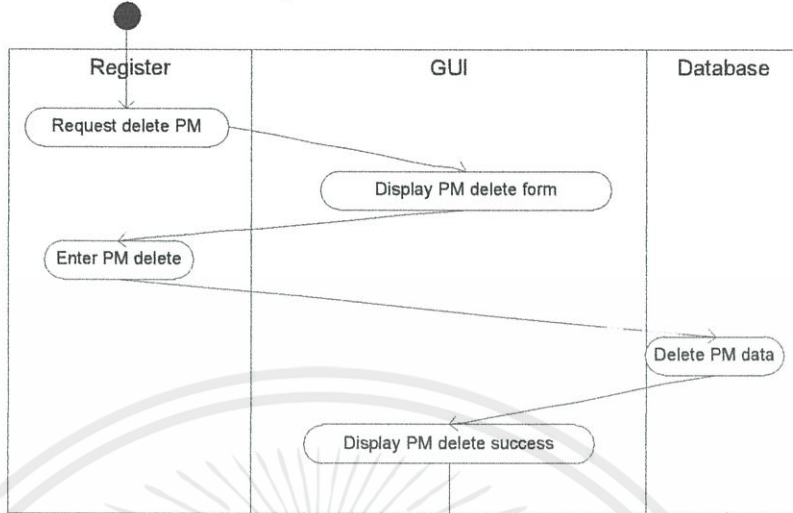 Register
GUI
Database
Request delete PM
Display PM delete form
Enter PM delete
Delete PM data
Display PM delete success